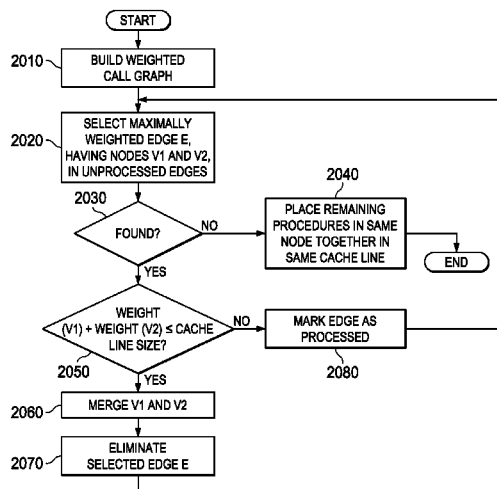 START
2010
BUILD WEIGHTED
CALL GRAPH
2020
SELECT MAXIMALLY
WEIGHTED EDGE E,
HAVING NODES V1 AND V2,
IN UNPROCESSED EDGES
2030
FOUND?
NO
YES
2040
PLACE REMAINING
PROCEDURES IN SAME
NODE TOGETHER IN
SAME CACHE LINE
END
WEIGHT
(V1) + WEIGHT (V2) ≤ CACHE
LINE SIZE?
2050
NO
YES
MARK EDGE AS
PROCESSED
2080
2060
MERGE V1 AND V2
2070
ELIMINATE
SELECTED EDGE E